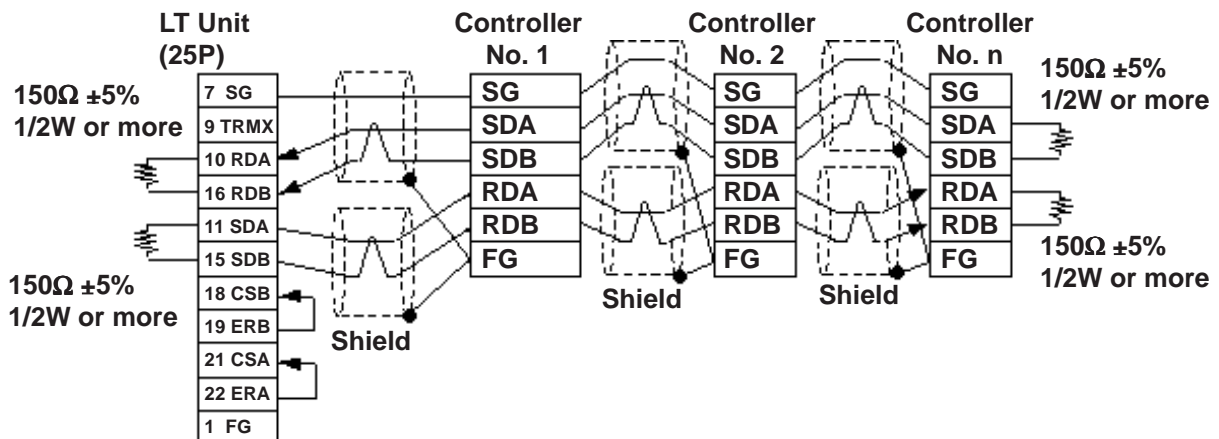 LT Unit
(25P)
Controller
No. 1
Controller
No. 2
Controller
No. n
150Ω ±5%
1/2W or more
150Ω ±5%
1/2W or more
7 SG
9 TRMX
10 RDA
16 RDB
11 SDA
15 SDB
18 CSB
19 ERB
21 CSA
22 ERA
1 FG
Shield
SG
SDA
SDB
RDA
RDB
FG
Shield
SG
SDA
SDB
RDA
RDB
FG
Shield
SG
SDA
SDB
RDA
RDB
FG
150Ω ±5%
1/2W or more
150Ω ±5%
1/2W or more